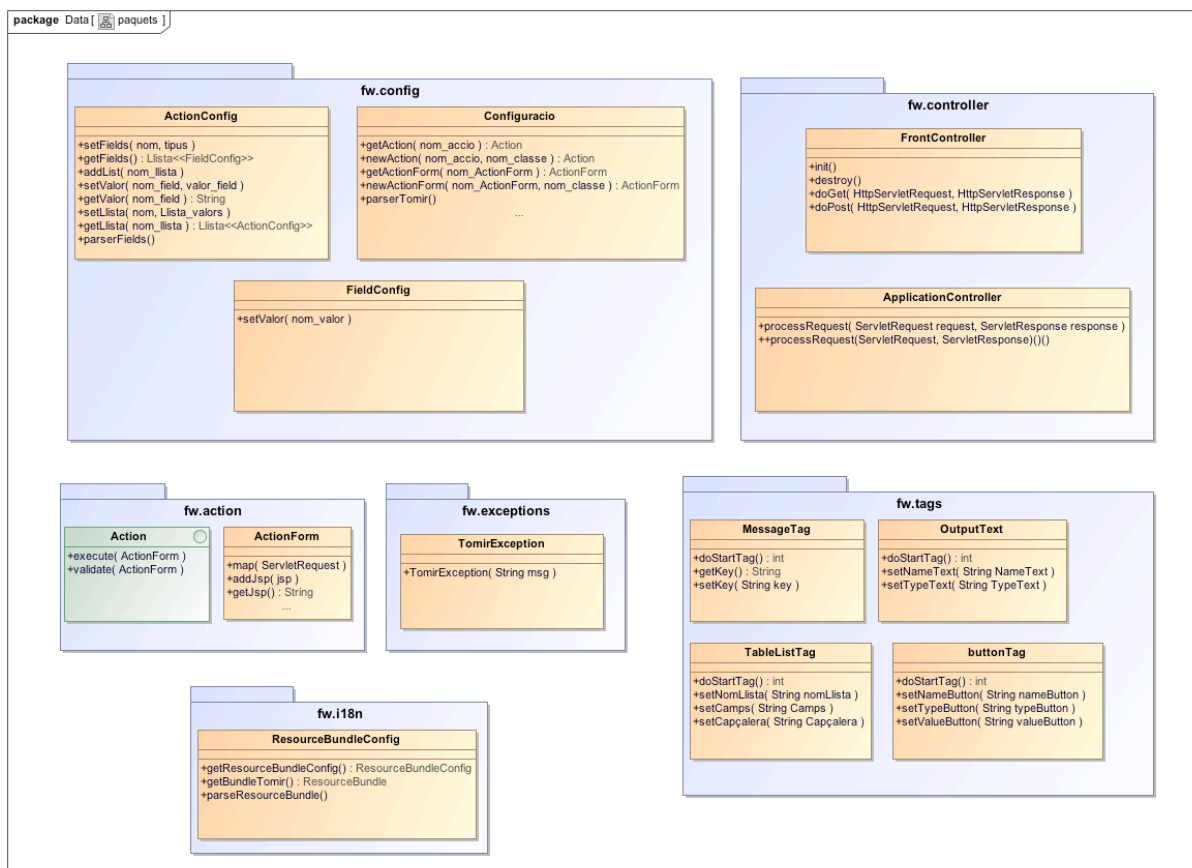 package Data [ paquets ]
fw.config
ActionConfig
+setFields( nom, tipus )
+getFields() : Llista<<FieldConfig>>
+addList( nom_llista )
+setValor( nom_field, valor_field )
+getValor( nom_field ) : String
+setLlista( nom, Llista_valors )
+getLlista( nom_llista ) : Llista<<ActionConfig>>
+parserFields()
Configuracio
+getAction( nom_accio ) : Action
+newAction( nom_accio, nom_classe ) : Action
+getActionForm( nom_ActionForm ) : ActionForm
+newActionForm( nom_ActionForm, nom_classe ) : ActionForm
+parserTomir()
...
FieldConfig
+setValor( nom_valor )
fw.controller
FrontController
+init()
+destroy()
+doGet( HttpServletRequest, HttpServletResponse )
+doPost( HttpServletRequest, HttpServletResponse )
ApplicationController
+processRequest( ServletRequest request, ServletResponse response )
++processRequest(ServletRequest, ServletResponse)()()
fw.action
Action
+execute( ActionForm )
+validate( ActionForm )
ActionForm
+map( ServletRequest )
+addJsp( jsp )
+getJsp() : String
...
fw.exceptions
TomirException
+TomirException( String msg )
fw.tags
MessageTag
+doStartTag() : int
+getKey() : String
+setKey( String key )
OutputText
+doStartTag() : int
+setNameText( String NameText )
+setTypeText( String TypeText )
TableListTag
+doStartTag() : int
+setNomLlista( String nomLlista )
+setCamps( String Camps )
+setCapçalera( String Capçalera )
buttonTag
+doStartTag() : int
+setNameButton( String nameButton )
+setTypeButton( String typeButton )
+setValueButton( String valueButton )
fw.i18n
ResourceBundleConfig
+getResourceBundleConfig() : ResourceBundleConfig
+getBundleTomir() : ResourceBundle
+parseResourceBundle()